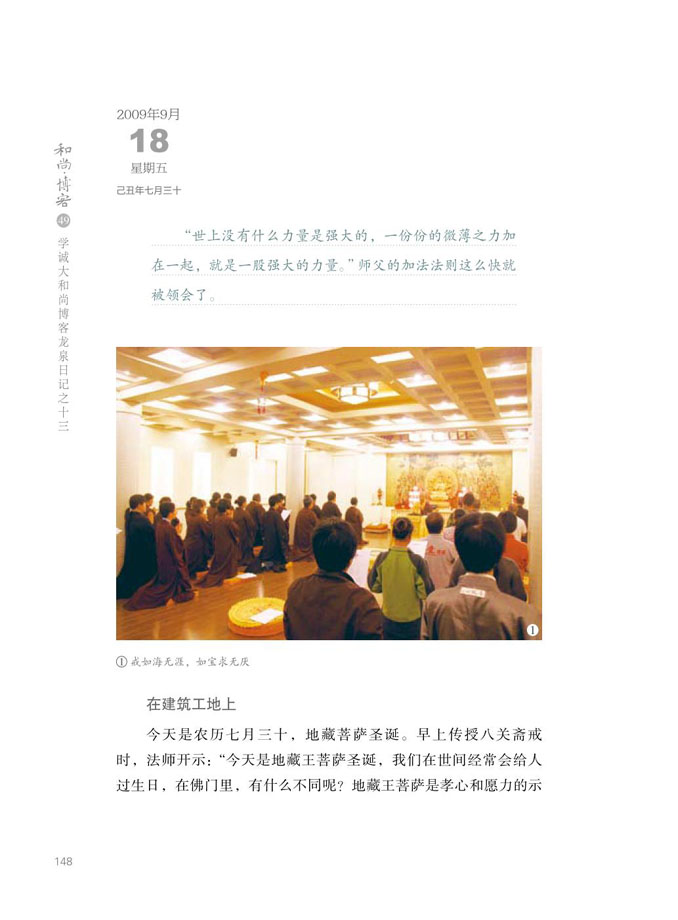 2009年9月
18
星期五
己丑年七月三十
和尚·博客
49
学诚大和尚博客龙泉日记之十三
“世上没有什么力量是强大的，一份份的微薄之力加
在一起，就是一股强大的力量。”师父的加法法则这么快就
被领会了。
①
① 戒如海无涯，如宝求无厌
在建筑工地上
今天是农历七月三十，地藏菩萨圣诞。早上传授八关斋戒
时，法师开示：“今天是地藏王菩萨圣诞，我们在世间经常会给人
过生日，在佛门里，有什么不同呢？地藏王菩萨是孝心和愿力的示
148